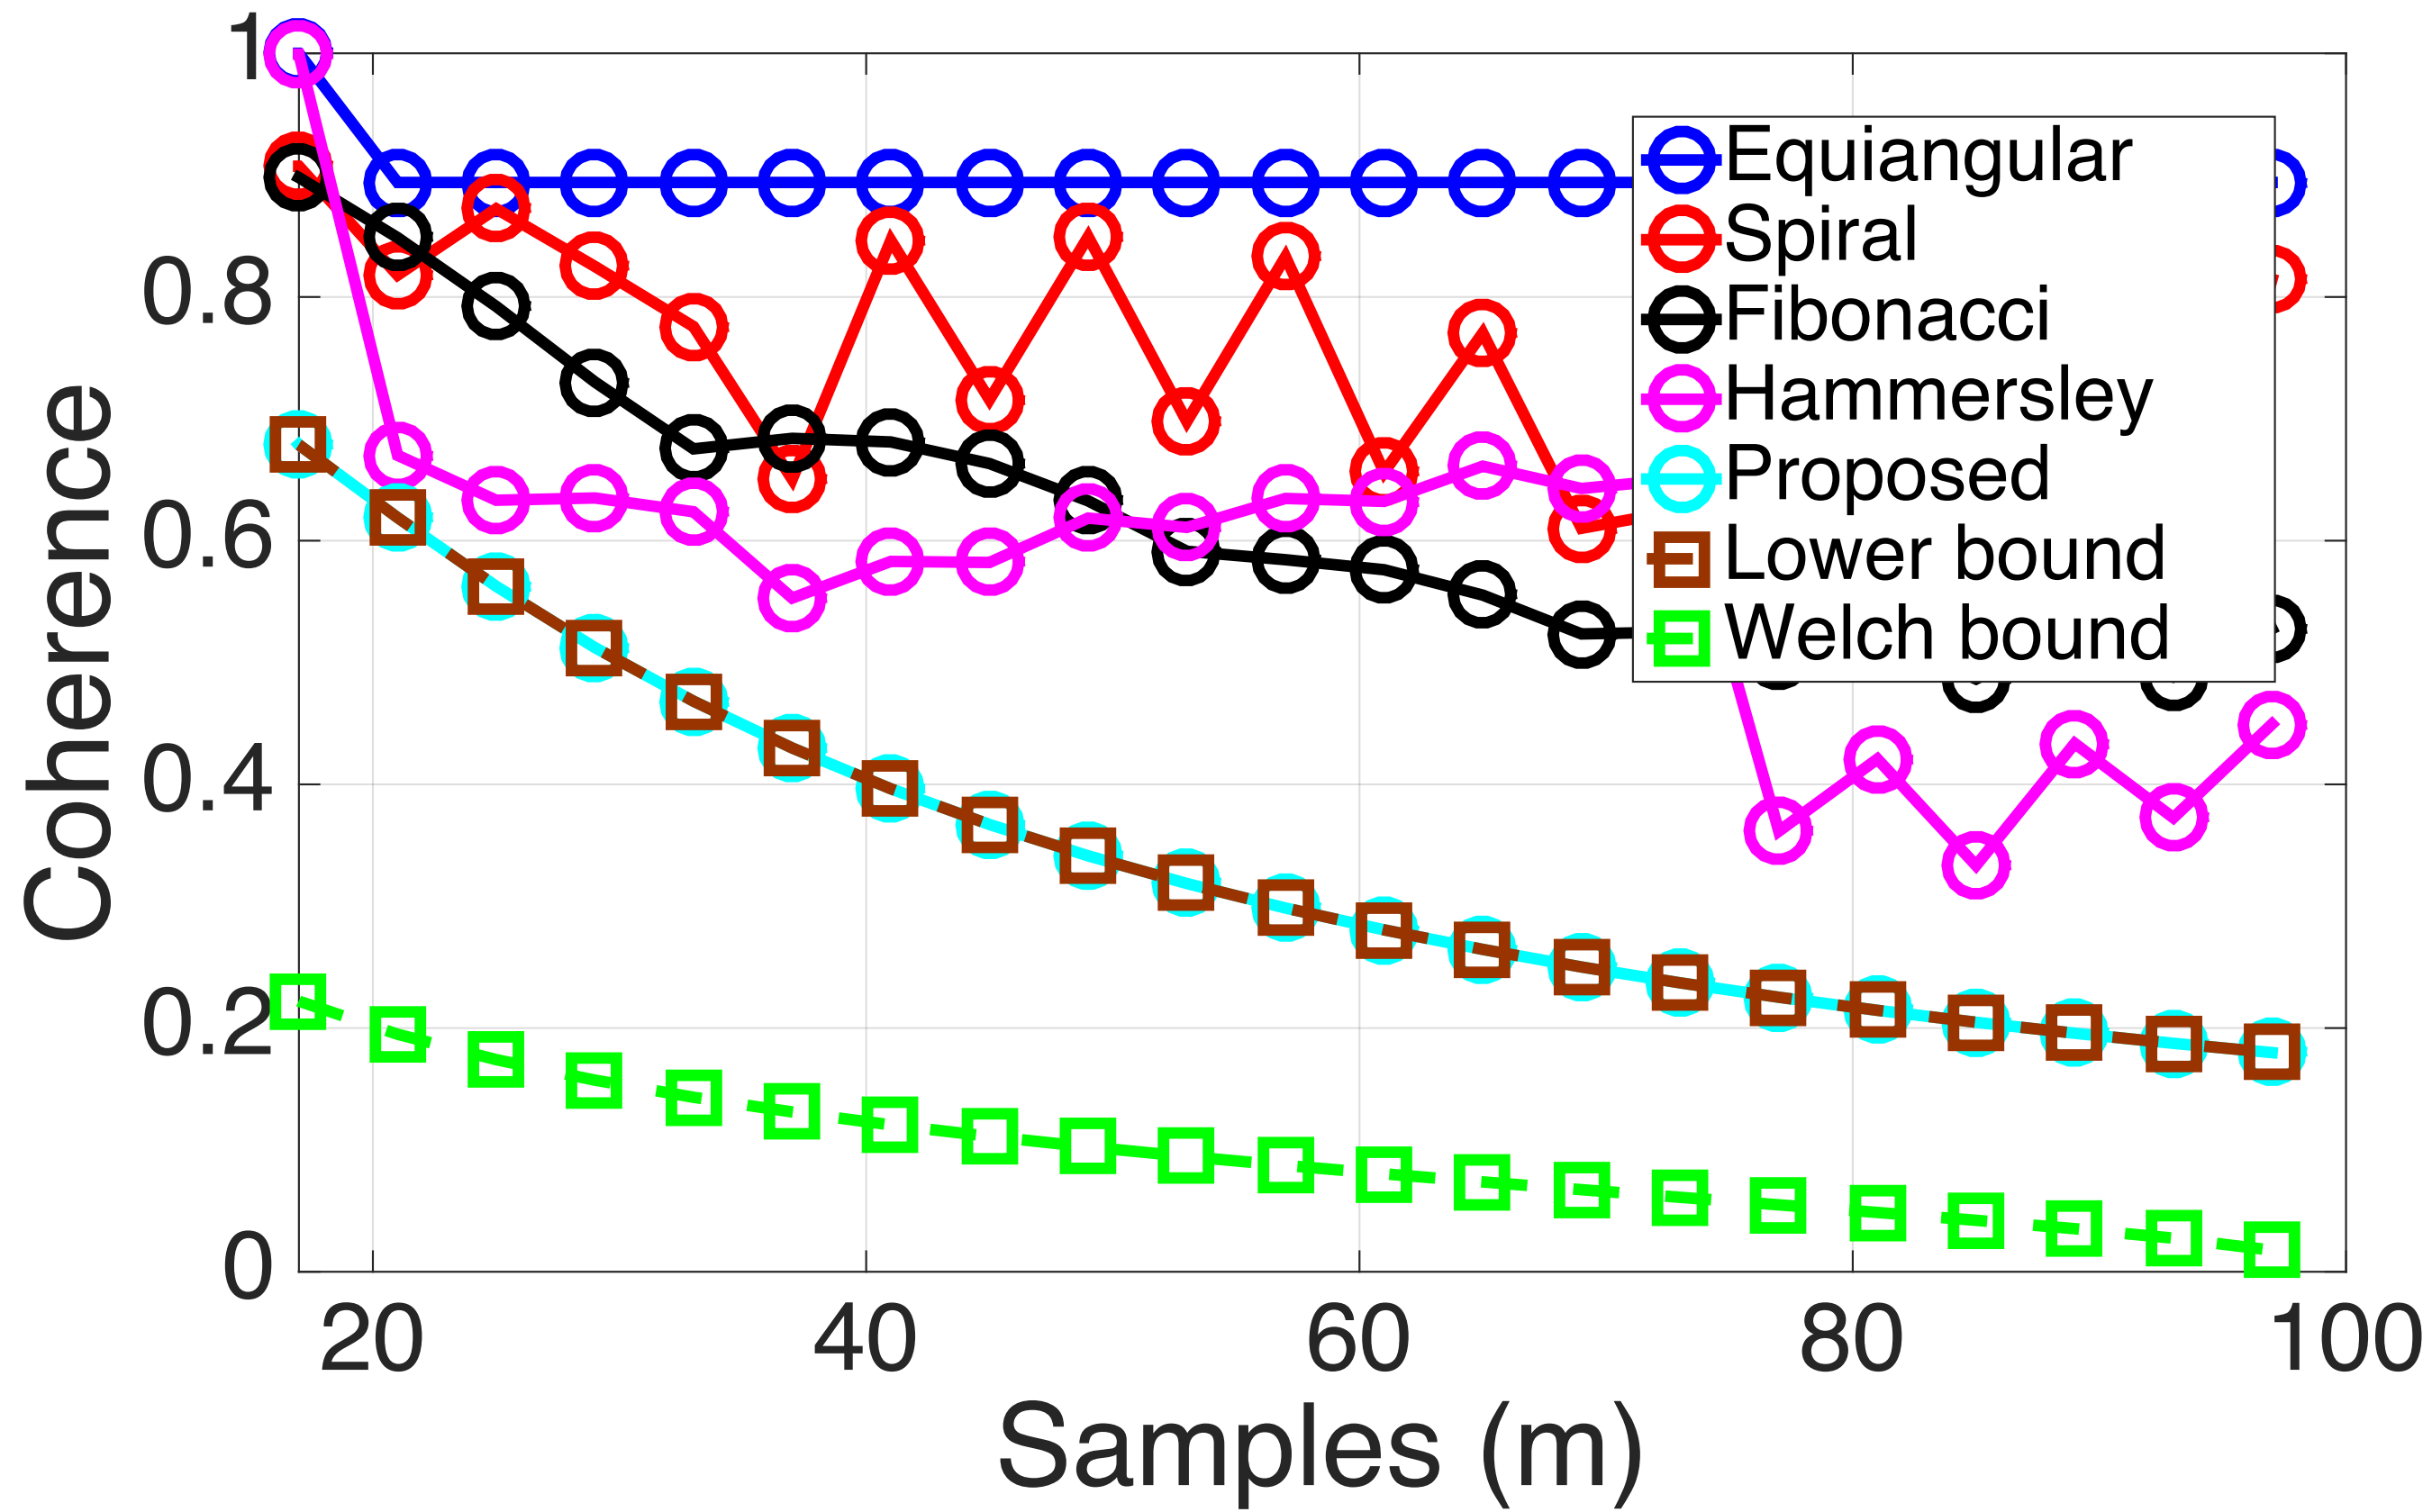 1
0.8
0.6
0.4
0.2
0
Coherence
20
40
60
80
100
Samples (m)
Equiangular
Spiral
Fibonacci
Hammersley
Proposed
Lower bound
Welch bound